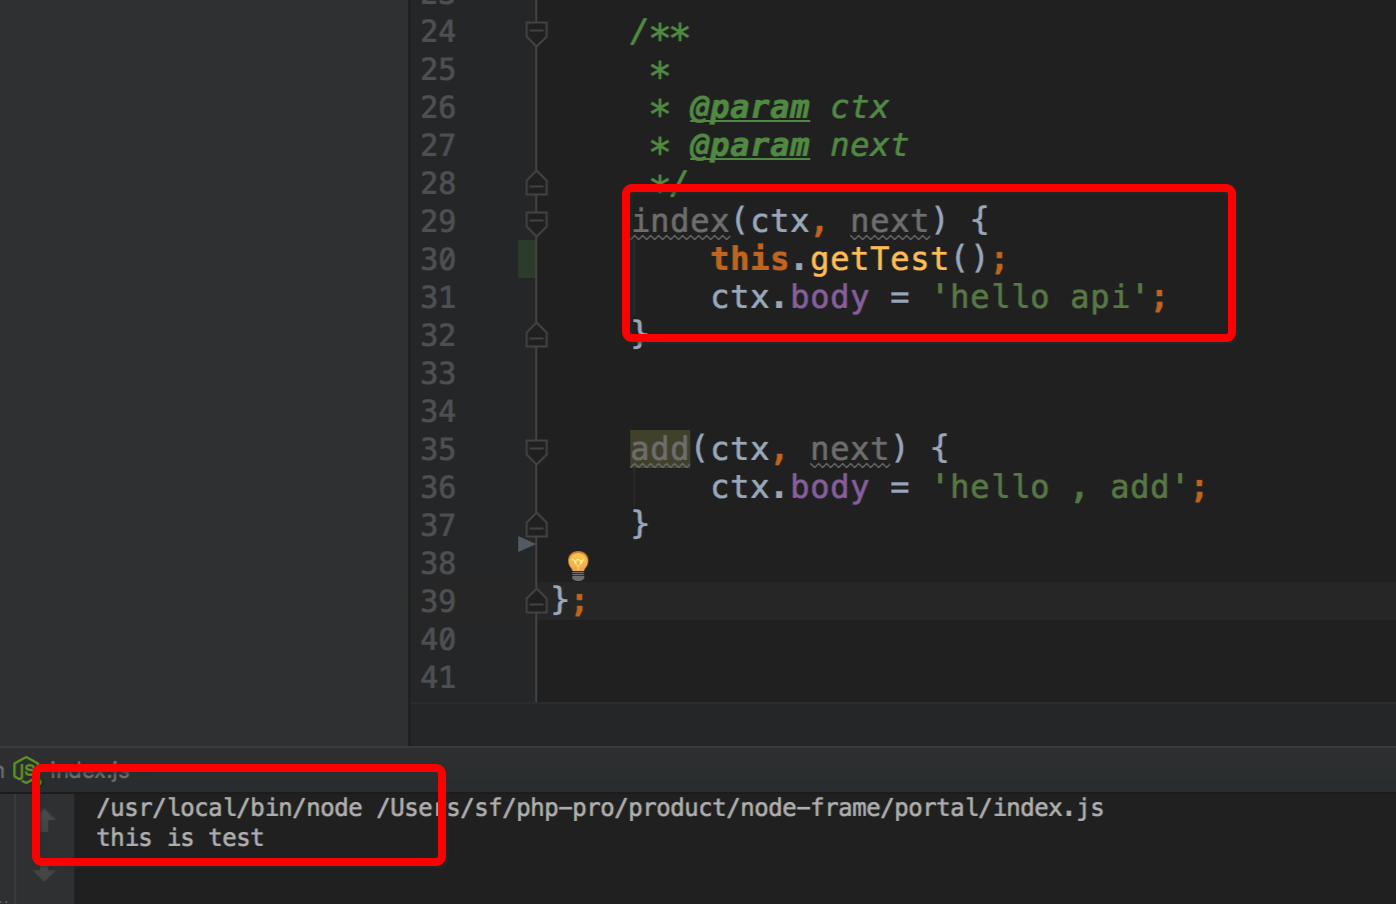 24 /**
25 *
26 * @param ctx
27 * @param next
28 */
29 index(ctx, next) {
30 this.getTest();
31 ctx.body = 'hello api';
32 }
33
34
35 add(ctx, next) {
36 ctx.body = 'hello , add';
37 }
38
39 };
40
41
JS index.js
/usr/local/bin/node /Users/sf/php-pro/product/node-frame/portal/index.js
this is test